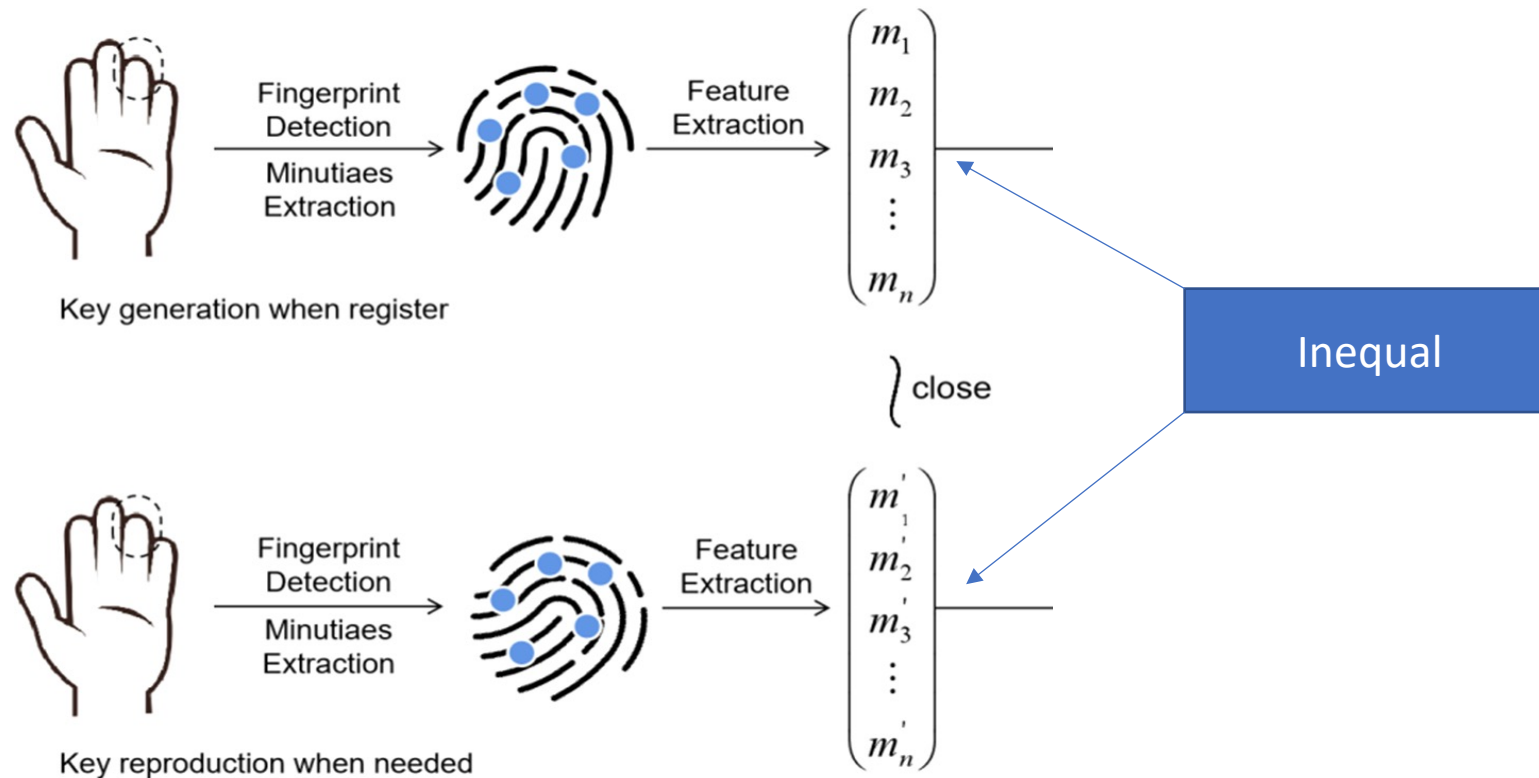 Fingerprint
Detection
Minutiaes
Extraction
Feature
Extraction
m₁
m₂
m₃
⋮
mₙ
Key generation when register
close
Inequal
Fingerprint
Detection
Minutiaes
Extraction
Feature
Extraction
m'₁
m'₂
m'₃
⋮
m'ₙ
Key reproduction when needed